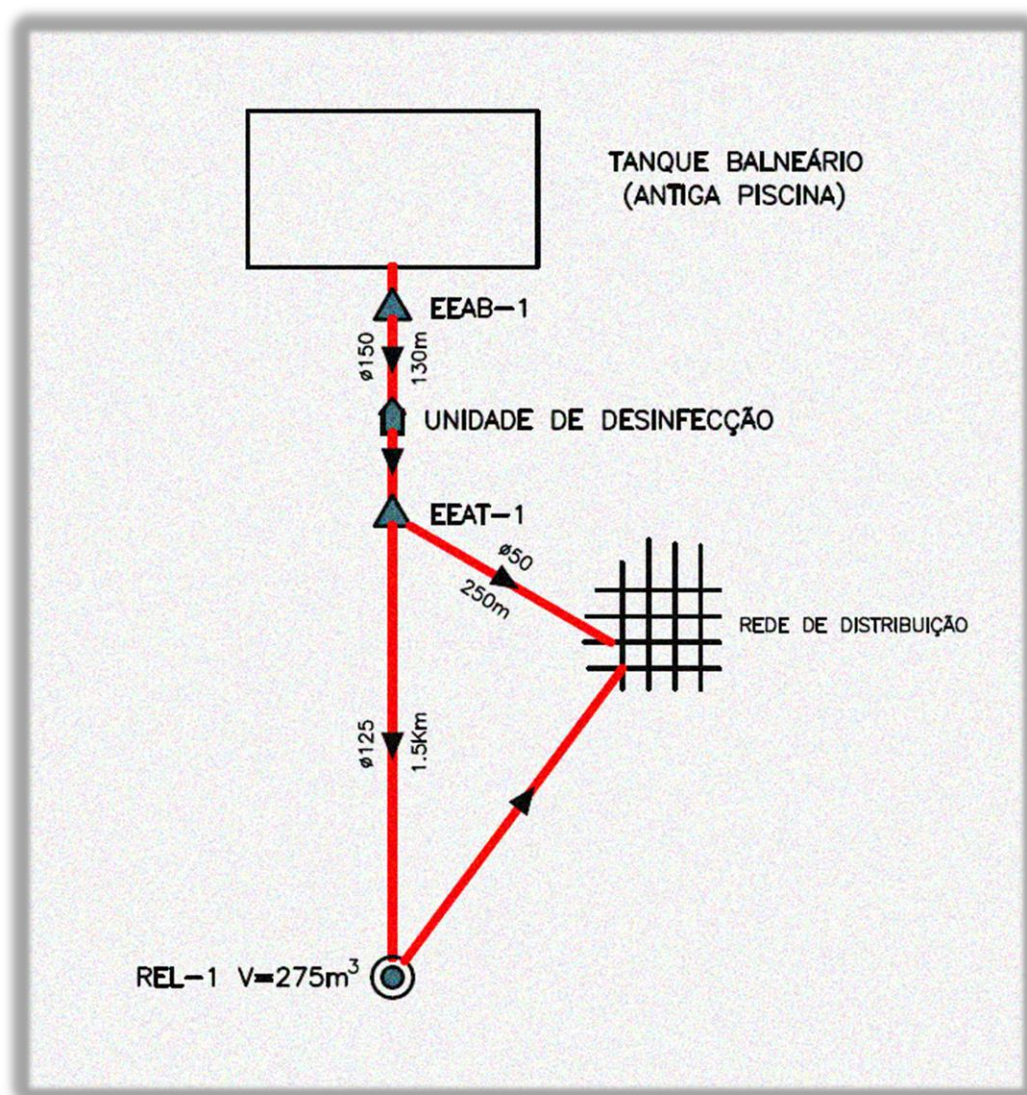 TANQUE BALNEÁRIO
(ANTIGA PISCINA)
EEAB-1
ø150
130m
UNIDADE DE DESINFECÇÃO
EEAT-1
ø50
250m
REDE DE DISTRIBUIÇÃO
ø125
1.5Km
REL-1 V=275m³